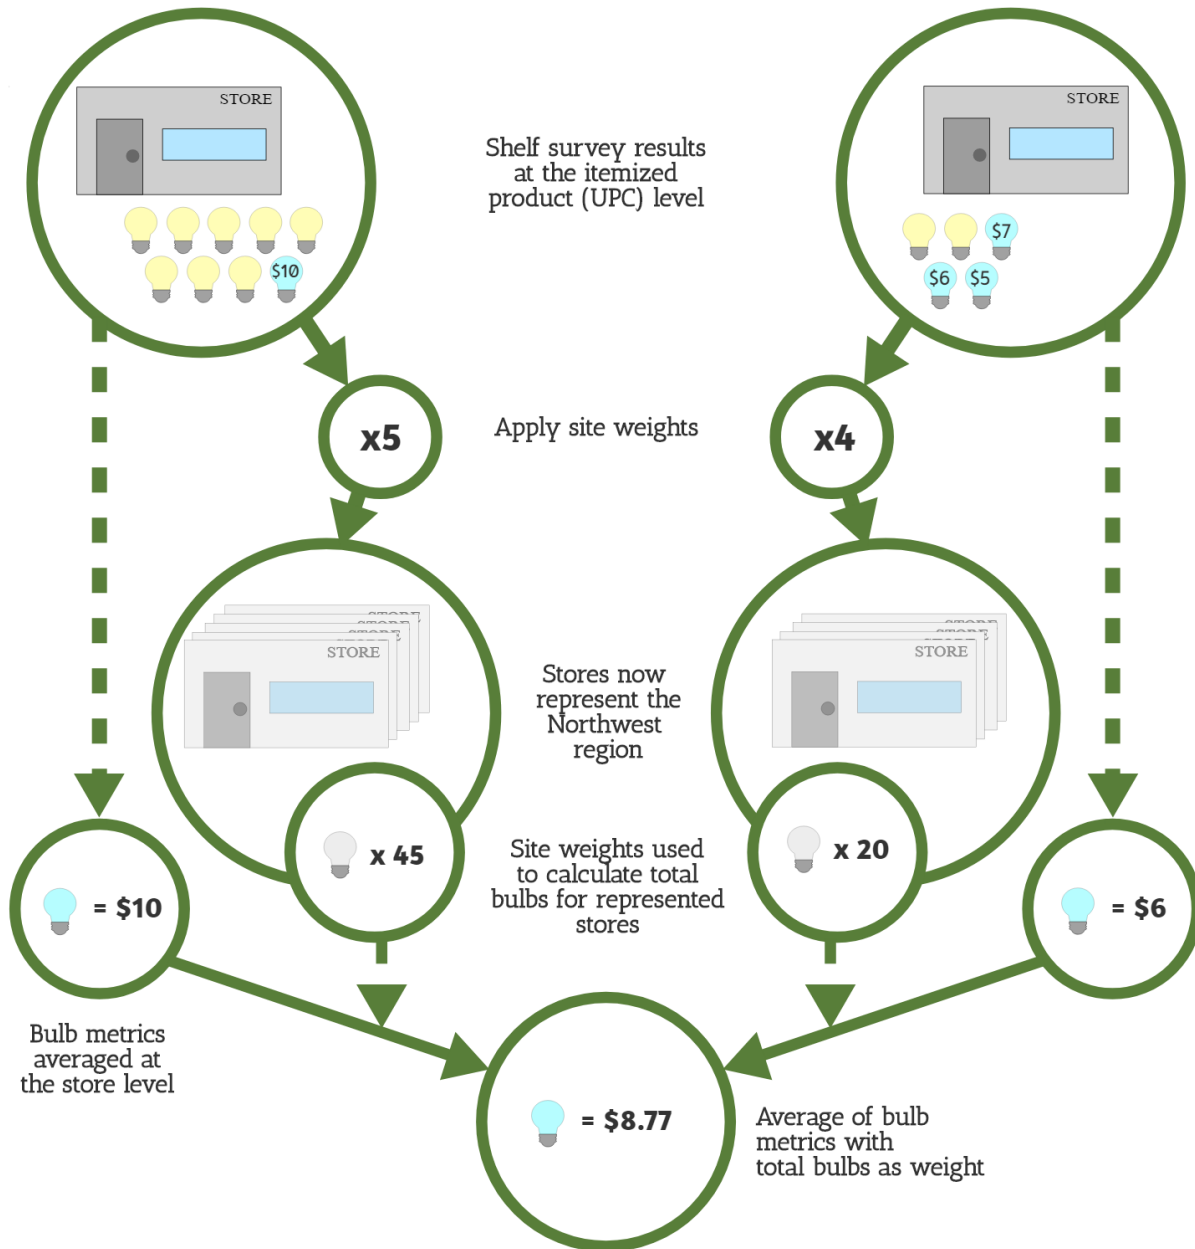 STORE
STORE
Shelf survey results
at the itemized
product (UPC) level
$10
$7
$6
$5
x5
Apply site weights
x4
STORE
STORE
STORE
STORE
Stores now
represent the
Northwest
region
x 45
x 20
Site weights used
to calculate total
bulbs for represented
stores
= $10
= $6
Bulb metrics
averaged at
the store level
= $8.77
Average of bulb
metrics with
total bulbs as weight